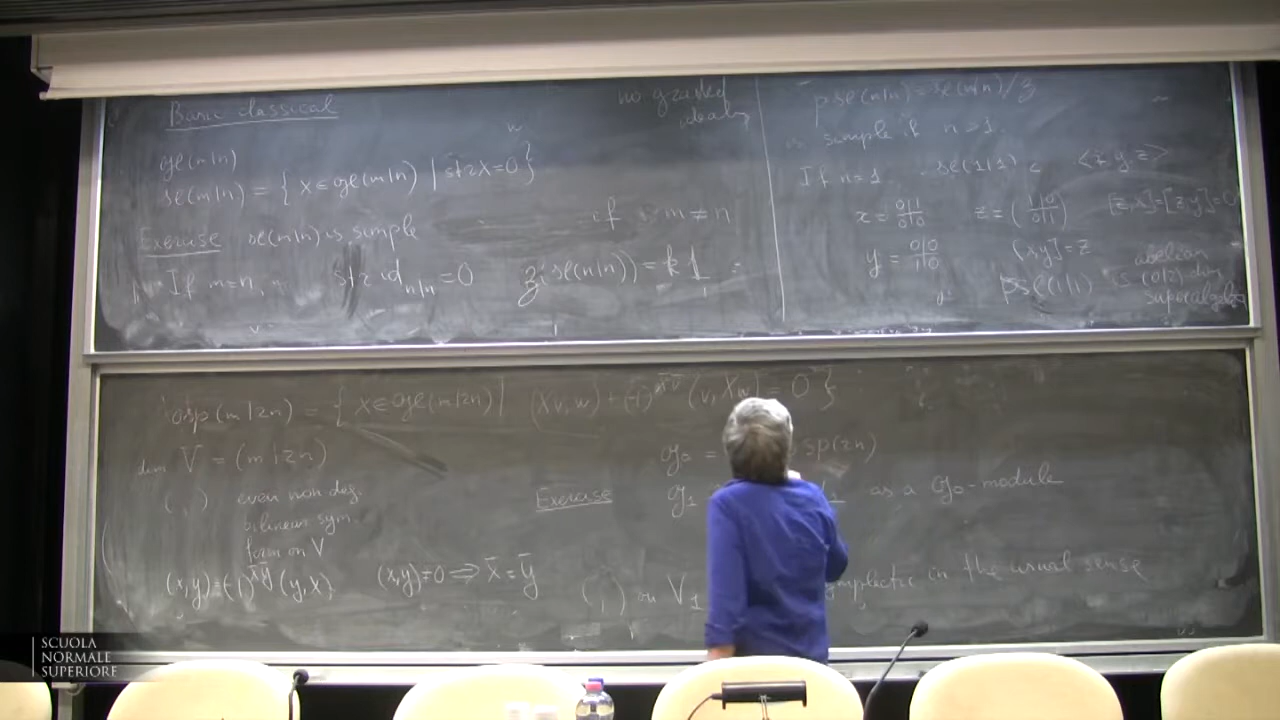 Basic classical
gl(m|n)
sl(m|n) = { X ∈ gl(m|n) | str X = 0 }
Exercise sl(m|n) is simple if m ≠ n
no graded ideals
If m=n, str id_{n|n} = 0 z(sl(n|n)) = k 1
psl(n|n) = sl(n|n)/z
is simple if n>1.
If n=1 sl(1|1) <x, y, z>
x = 0|1 0|0 z = (1|0 0|1) [z,x]=[z,y]=0
y = 0|0 1|0 [x,y]=z
psl(1|1) is abelian (0|2) dim superalgebra
osp(m|2n) = { X ∈ gl(m|2n) | (Xv,w) + (-1)^{x̄ v̄} (v,Xw) = 0 }
dim V = (m|2n)
( , ) even non deg.
bilinear sym.
form on V
(x,y) = (-1)^{x̄ȳ} (y,x)
(x,y) ≠ 0 ⟹ x̄ = ȳ
g₀ = sp(2n)
Exercise g₁ as a g₀-module
( , ) on V₁ symplectic in the usual sense
SCUOLA
NORMALE
SUPERIORE